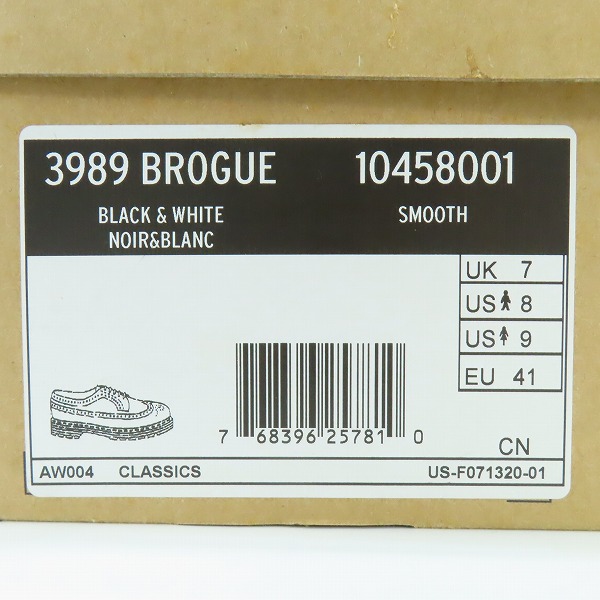 3989 BROGUE 10458001
BLACK & WHITE SMOOTH
NOIR&BLANC
UK 7
US 8
US 9
EU 41
7 68396 25781 0
CN
AW004 CLASSICS US-F071320-01